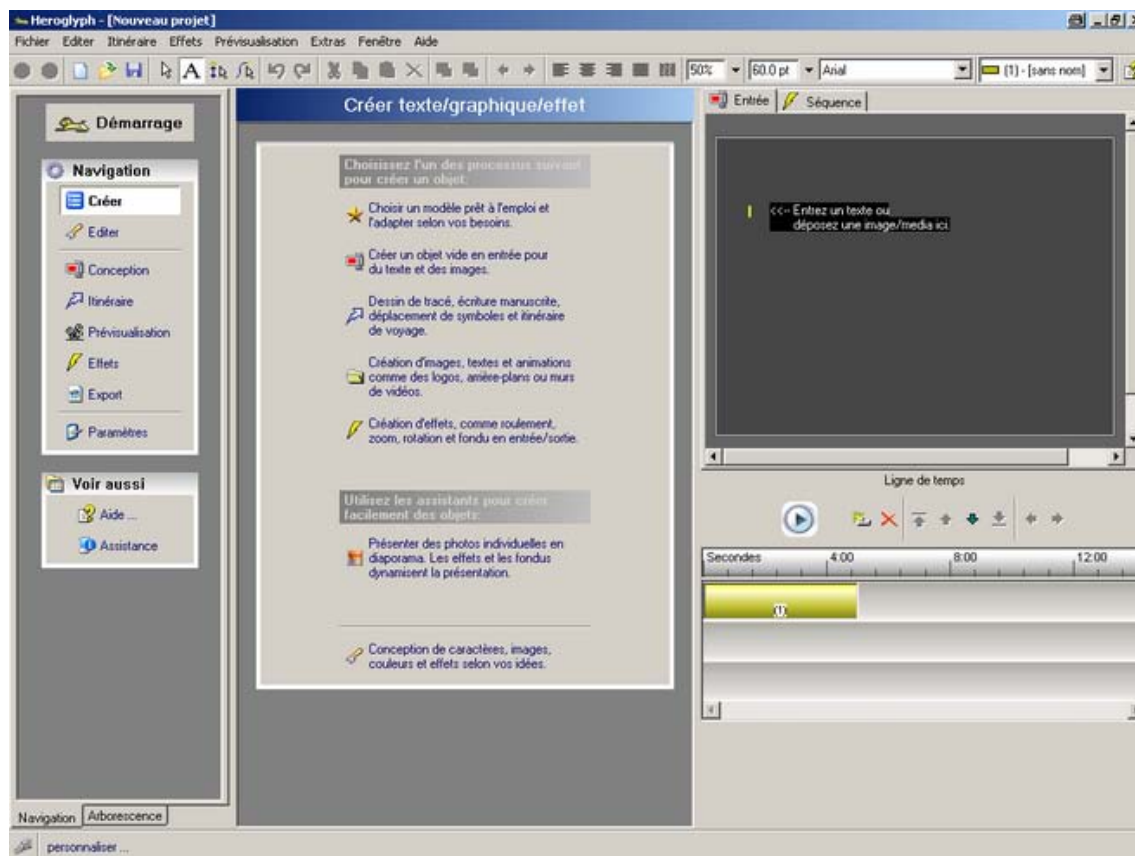 Heroglyph - [Nouveau projet]
Fichier Editer Itinéraire Effets Prévisualisation Extras Fenêtre Aide
50% 60.0 pt Arial (1) - [sans nom]
Démarrage
Navigation
Créer
Editer
Conception
Itinéraire
Prévisualisation
Effets
Export
Paramètres
Voir aussi
Aide ...
Assistance
Navigation Arborescence
personnaliser ...
Créer texte/graphique/effet
Choisissez l'un des processus suivant
pour créer un objet:
Choisir un modèle prêt à l'emploi et
l'adapter selon vos besoins.
Créer un objet vide en entrée pour
du texte et des images.
Dessin de tracé, écriture manuscrite,
déplacement de symboles et itinéraire
de voyage.
Création d'images, textes et animations
comme des logos, arrière-plans ou murs
de vidéos.
Création d'effets, comme roulement,
zoom, rotation et fondu en entrée/sortie.
Utilisez les assistants pour créer
facilement des objets:
Présenter des photos individuelles en
diaporama. Les effets et les fondus
dynamisent la présentation.
Conception de caractères, images,
couleurs et effets selon vos idées.
Entrée Séquence
<<-- Entrez un texte ou
déposez une image/media ici.
Ligne de temps
Secondes 4:00 8:00 12:00
(1)